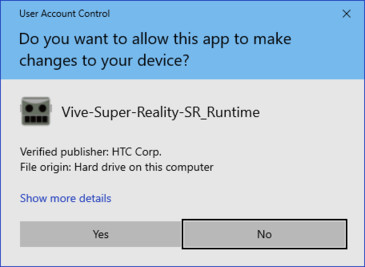 User Account Control
Do you want to allow this app to make
changes to your device?
Vive-Super-Reality-SR_Runtime
Verified publisher: HTC Corp.
File origin: Hard drive on this computer
Show more details
Yes
No